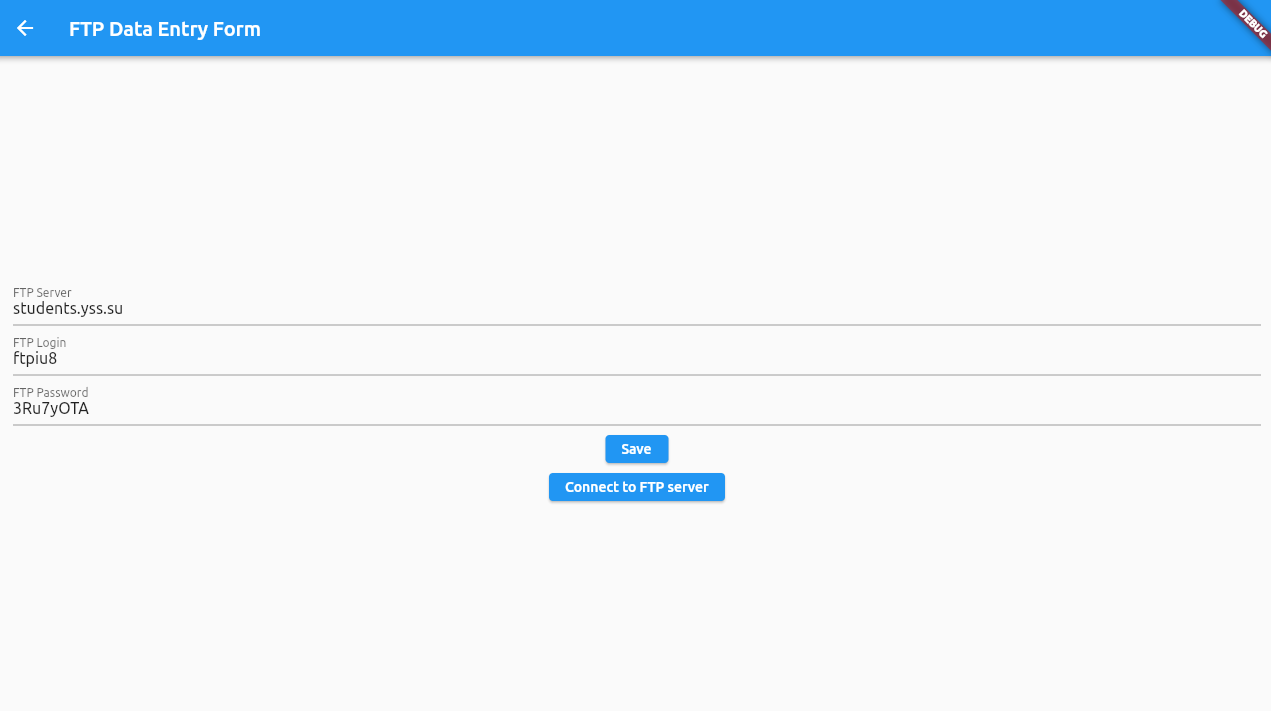 FTP Data Entry Form
DEBUG
FTP Server
students.yss.su
FTP Login
ftpiu8
FTP Password
3Ru7yOTA
Save
Connect to FTP server